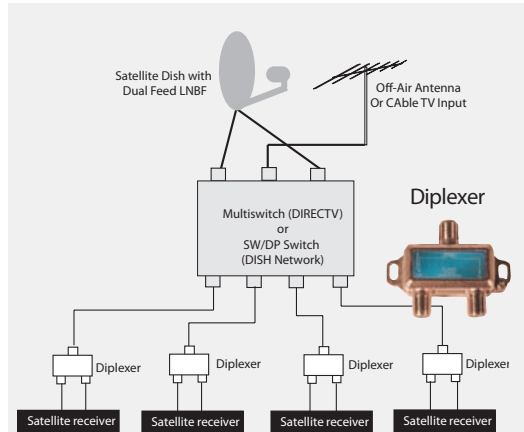 Satellite Dish with
Dual Feed LNBF
Off-Air Antenna
Or CAble TV Input
Multiswitch (DIRECTV)
or
SW/DP Switch
(DISH Network)
Diplexer
Diplexer
Diplexer
Diplexer
Diplexer
Satellite receiver
Satellite receiver
Satellite receiver
Satellite receiver